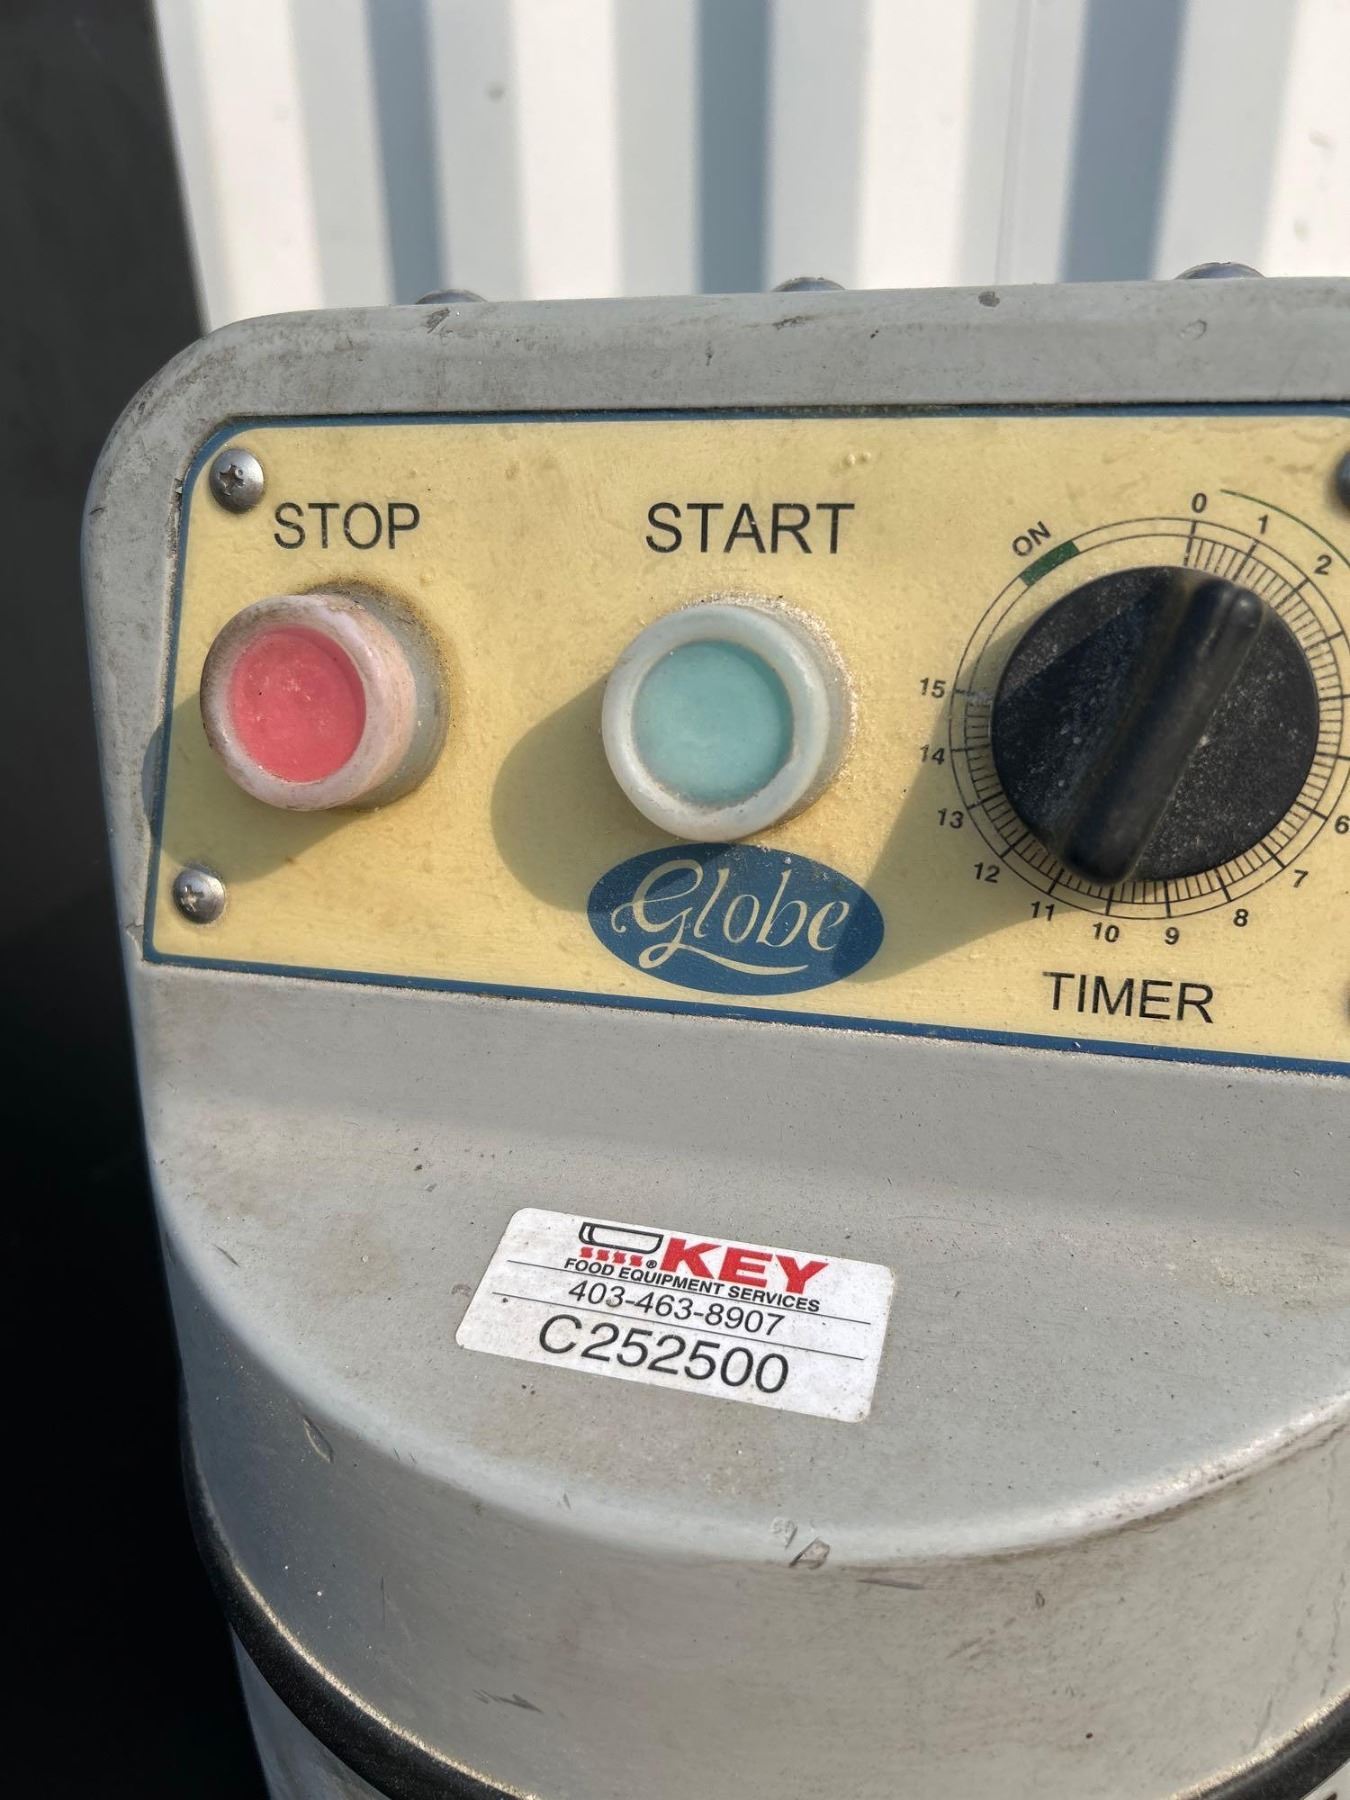 STOP
START
ON
0
1
2
6
7
8
9
10
11
12
13
14
15
TIMER
Globe
KEY
FOOD EQUIPMENT SERVICES
403-463-8907
C252500